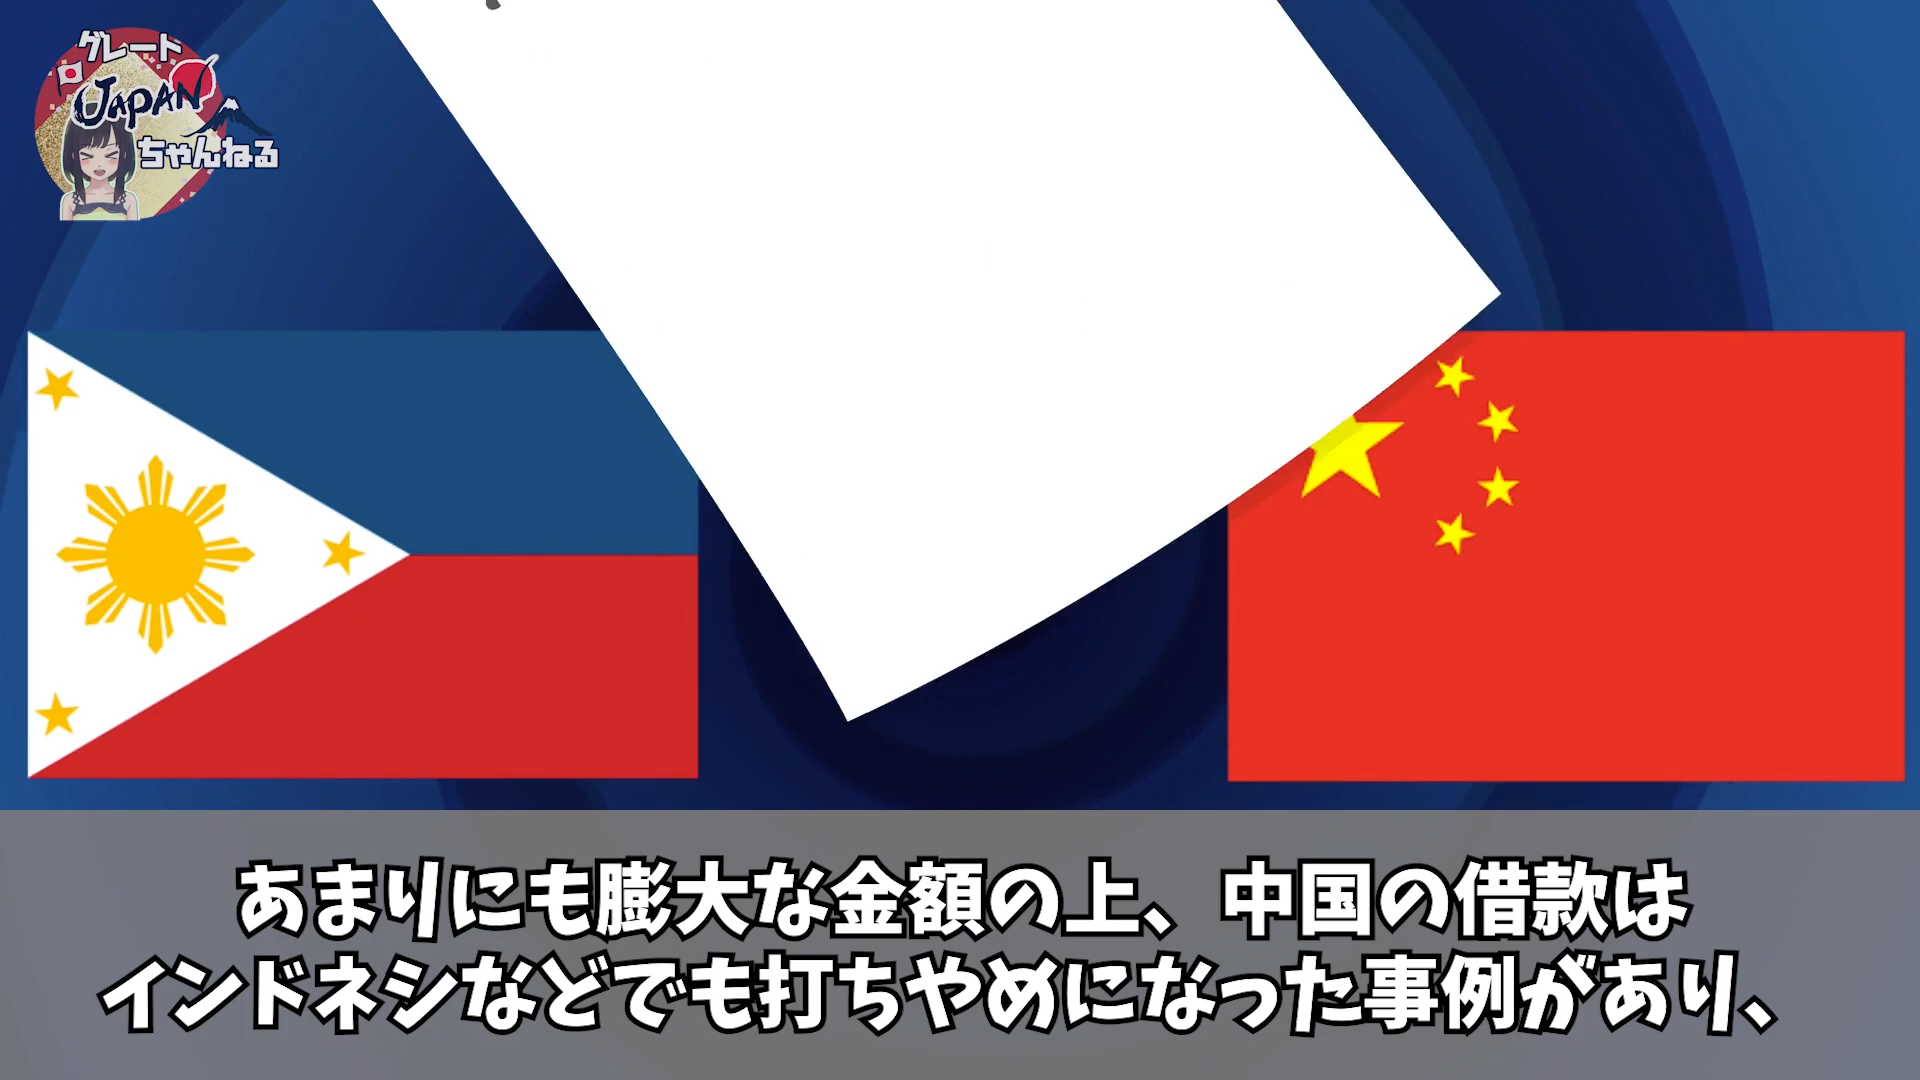 グレート
JAPAN
ちゃんねる
あまりにも膨大な金額の上、中国の借款は
インドネシなどでも打ちやめになった事例があり、